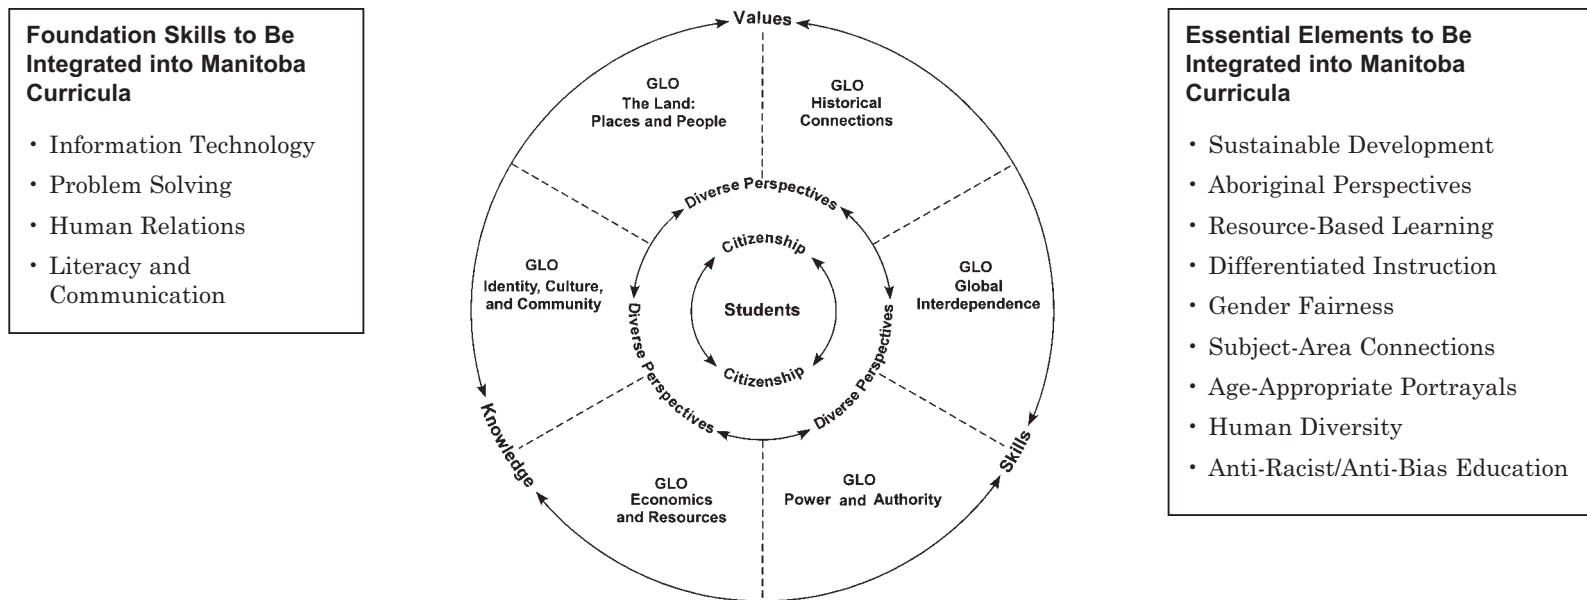 Foundation Skills to Be
Integrated into Manitoba
Curricula
• Information Technology
• Problem Solving
• Human Relations
• Literacy and
Communication
Values
GLO
The Land:
Places and People
GLO
Historical
Connections
Diverse Perspectives
Citizenship
GLO
Identity, Culture,
and Community
Students
GLO
Global
Interdependence
Diverse Perspectives
Citizenship
Diverse Perspectives
Knowledge
Skills
GLO
Economics
and Resources
GLO
Power and Authority
Essential Elements to Be
Integrated into Manitoba
Curricula
• Sustainable Development
• Aboriginal Perspectives
• Resource-Based Learning
• Differentiated Instruction
• Gender Fairness
• Subject-Area Connections
• Age-Appropriate Portrayals
• Human Diversity
• Anti-Racist/Anti-Bias Education